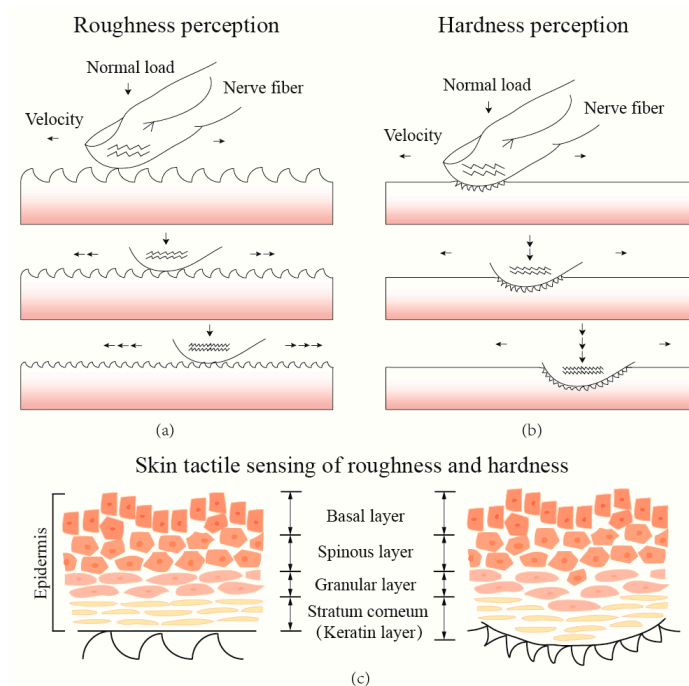 Roughness perception
Normal load
Nerve fiber
Velocity
(a)
Hardness perception
Normal load
Nerve fiber
Velocity
(b)
Skin tactile sensing of roughness and hardness
Epidermis
Basal layer
Spinous layer
Granular layer
Stratum corneum
(Keratin layer)
(c)